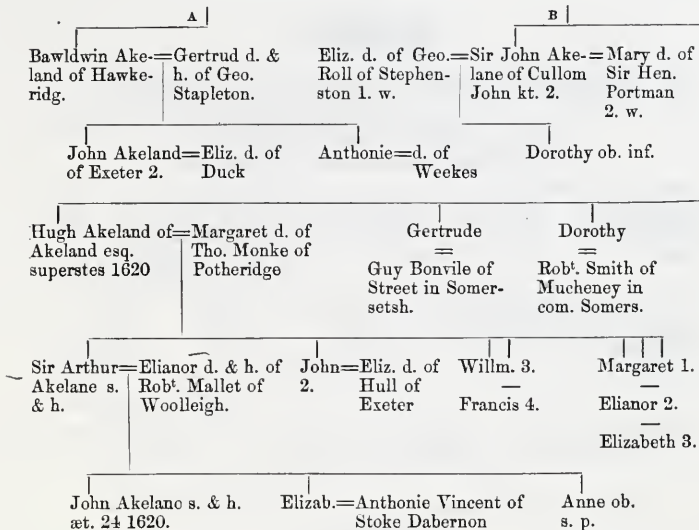 A
B
Bawldwin Ake-=Gertrud d. &
land of Hawke- h. of Geo.
ridg. Stapleton.
Eliz. d. of Geo.=Sir John Ake-=Mary d. of
Roll of Stephen- lane of Cullom Sir Hen.
ston 1. w. John kt. 2. Portman
2. w.
John Akeland=Eliz. d. of
of Exeter 2. Duck
Anthonie=d. of
Weekes
Dorothy ob. inf.
Hugh Akeland of=Margaret d. of
Akeland esq. Tho. Monke of
superstes 1620 Potheridge
Gertrude
=
Guy Bonvile of
Street in Somer-
setsh.
Dorothy
=
Robt. Smith of
Mucheney in
com. Somers.
Sir Arthur=Elianor d. & h. of
Akelane s. Robt. Mallet of
& h. Woolleigh.
John=Eliz. d. of
2. Hull of
Exeter
Willm. 3.
Francis 4.
Margaret 1.
Elianor 2.
Elizabeth 3.
John Akelane s. & h.
æt. 24 1620.
Elizab.=Anthonie Vincent of
Stoke Dabernon
Anne ob.
s. p.